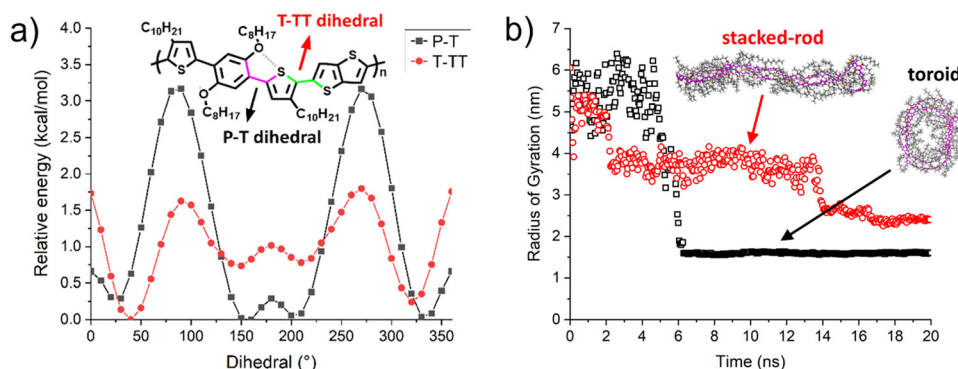 a)
C10H21
C8H17
O
S
S
S
S
O
C8H17
C10H21
n
T-TT dihedral
P-T dihedral
P-T
T-TT
Relative energy (kcal/mol)
4.0
3.5
3.0
2.5
2.0
1.5
1.0
0.5
0.0
0 50 100 150 200 250 300 350
Dihedral (°)
b)
stacked-rod
toroid
Radius of Gyration (nm)
8
7
6
5
4
3
2
1
0
0 2 4 6 8 10 12 14 16 18 20
Time (ns)